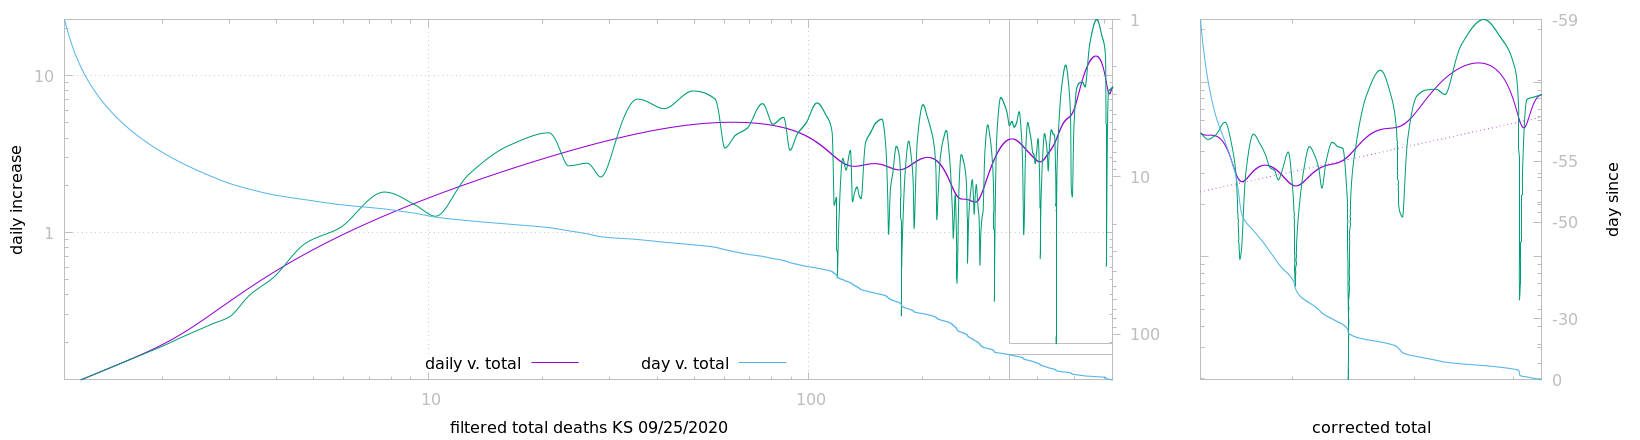 1
-59
10
daily increase
10
-55
day since
1
-50
-30
100
daily v. total
day v. total
0
10
100
filtered total deaths KS 09/25/2020
corrected total